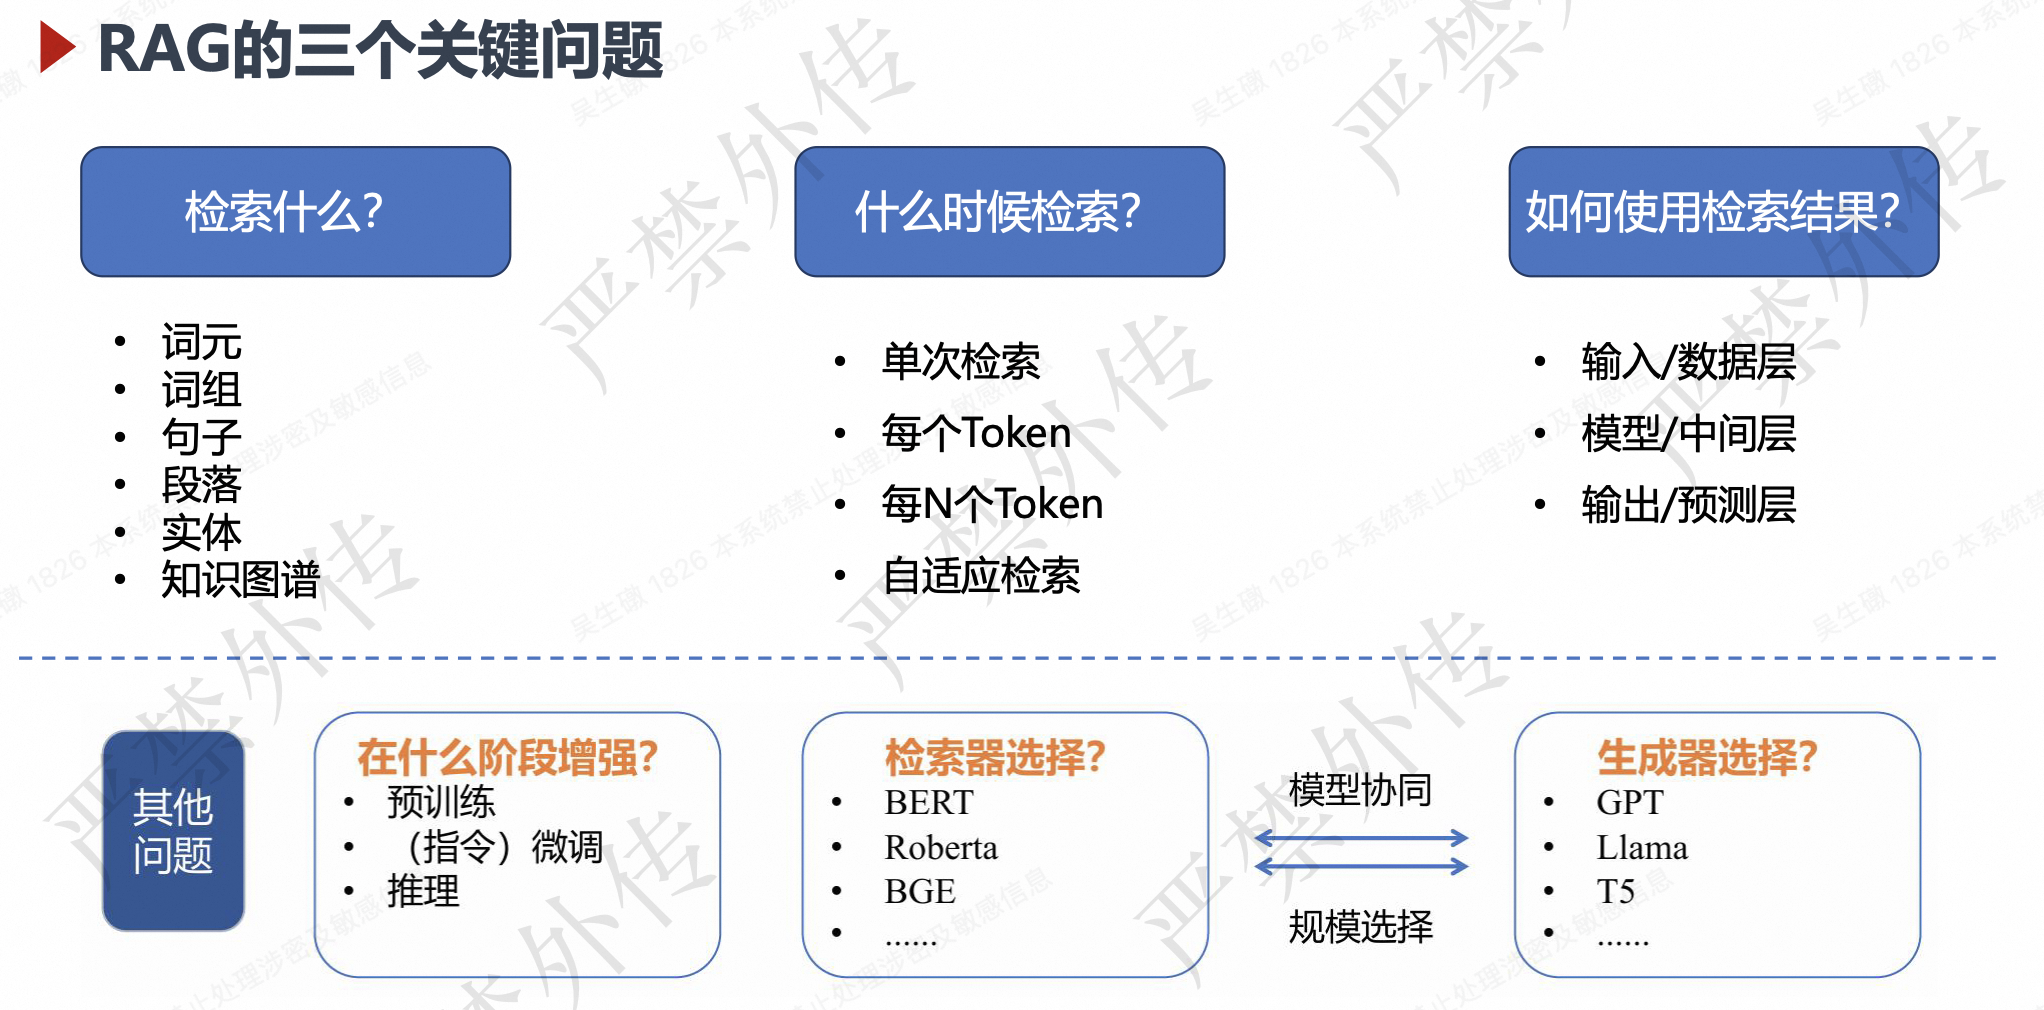 RAG的三个关键问题
检索什么?
词元
词组
句子
段落
实体
知识图谱
什么时候检索?
单次检索
每个Token
每N个Token
自适应检索
如何使用检索结果?
输入/数据层
模型/中间层
输出/预测层
其他
问题
在什么阶段增强?
预训练
（指令）微调
推理
检索器选择?
BERT
Roberta
BGE
......
模型协同
规模选择
生成器选择?
GPT
Llama
T5
......
严禁外传
吴生礅 1826 本系统禁止处理涉密及敏感信息